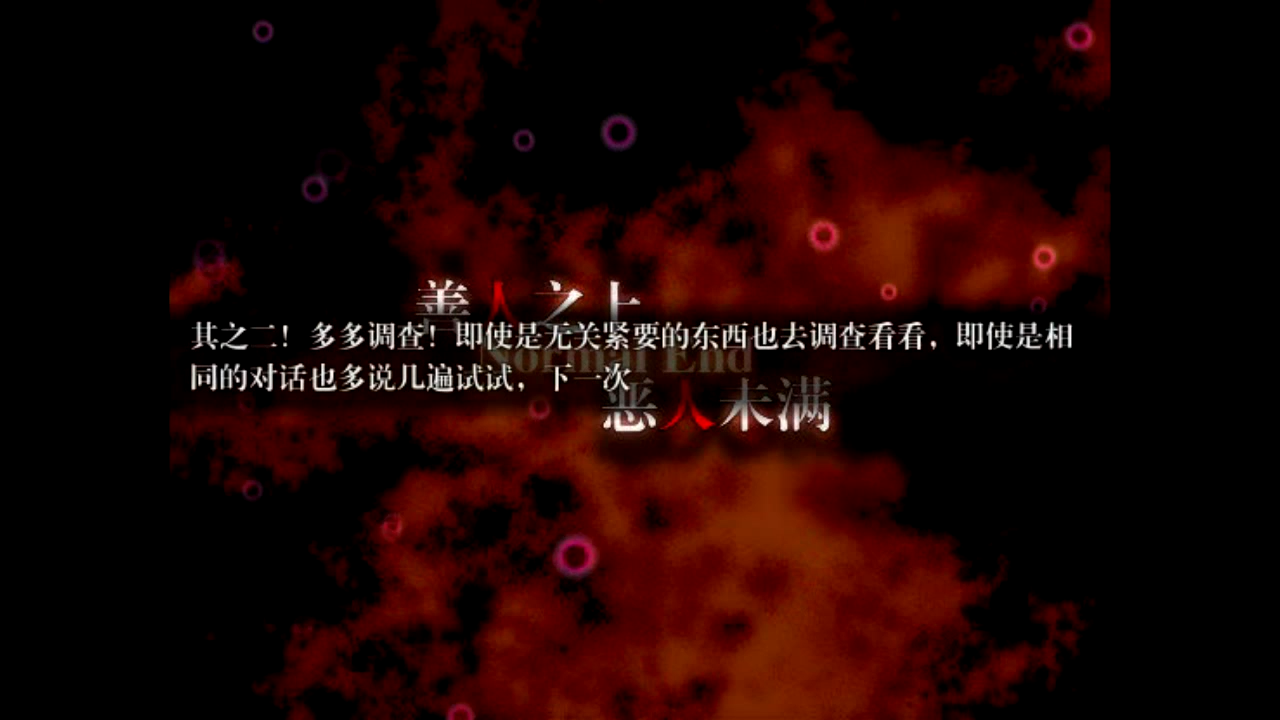 善人之上
其之二！多多调查！即使是无关紧要的东西也去调查看看，即使是相
Normal End
同的对话也多说几遍试试，下一次
恶人未满